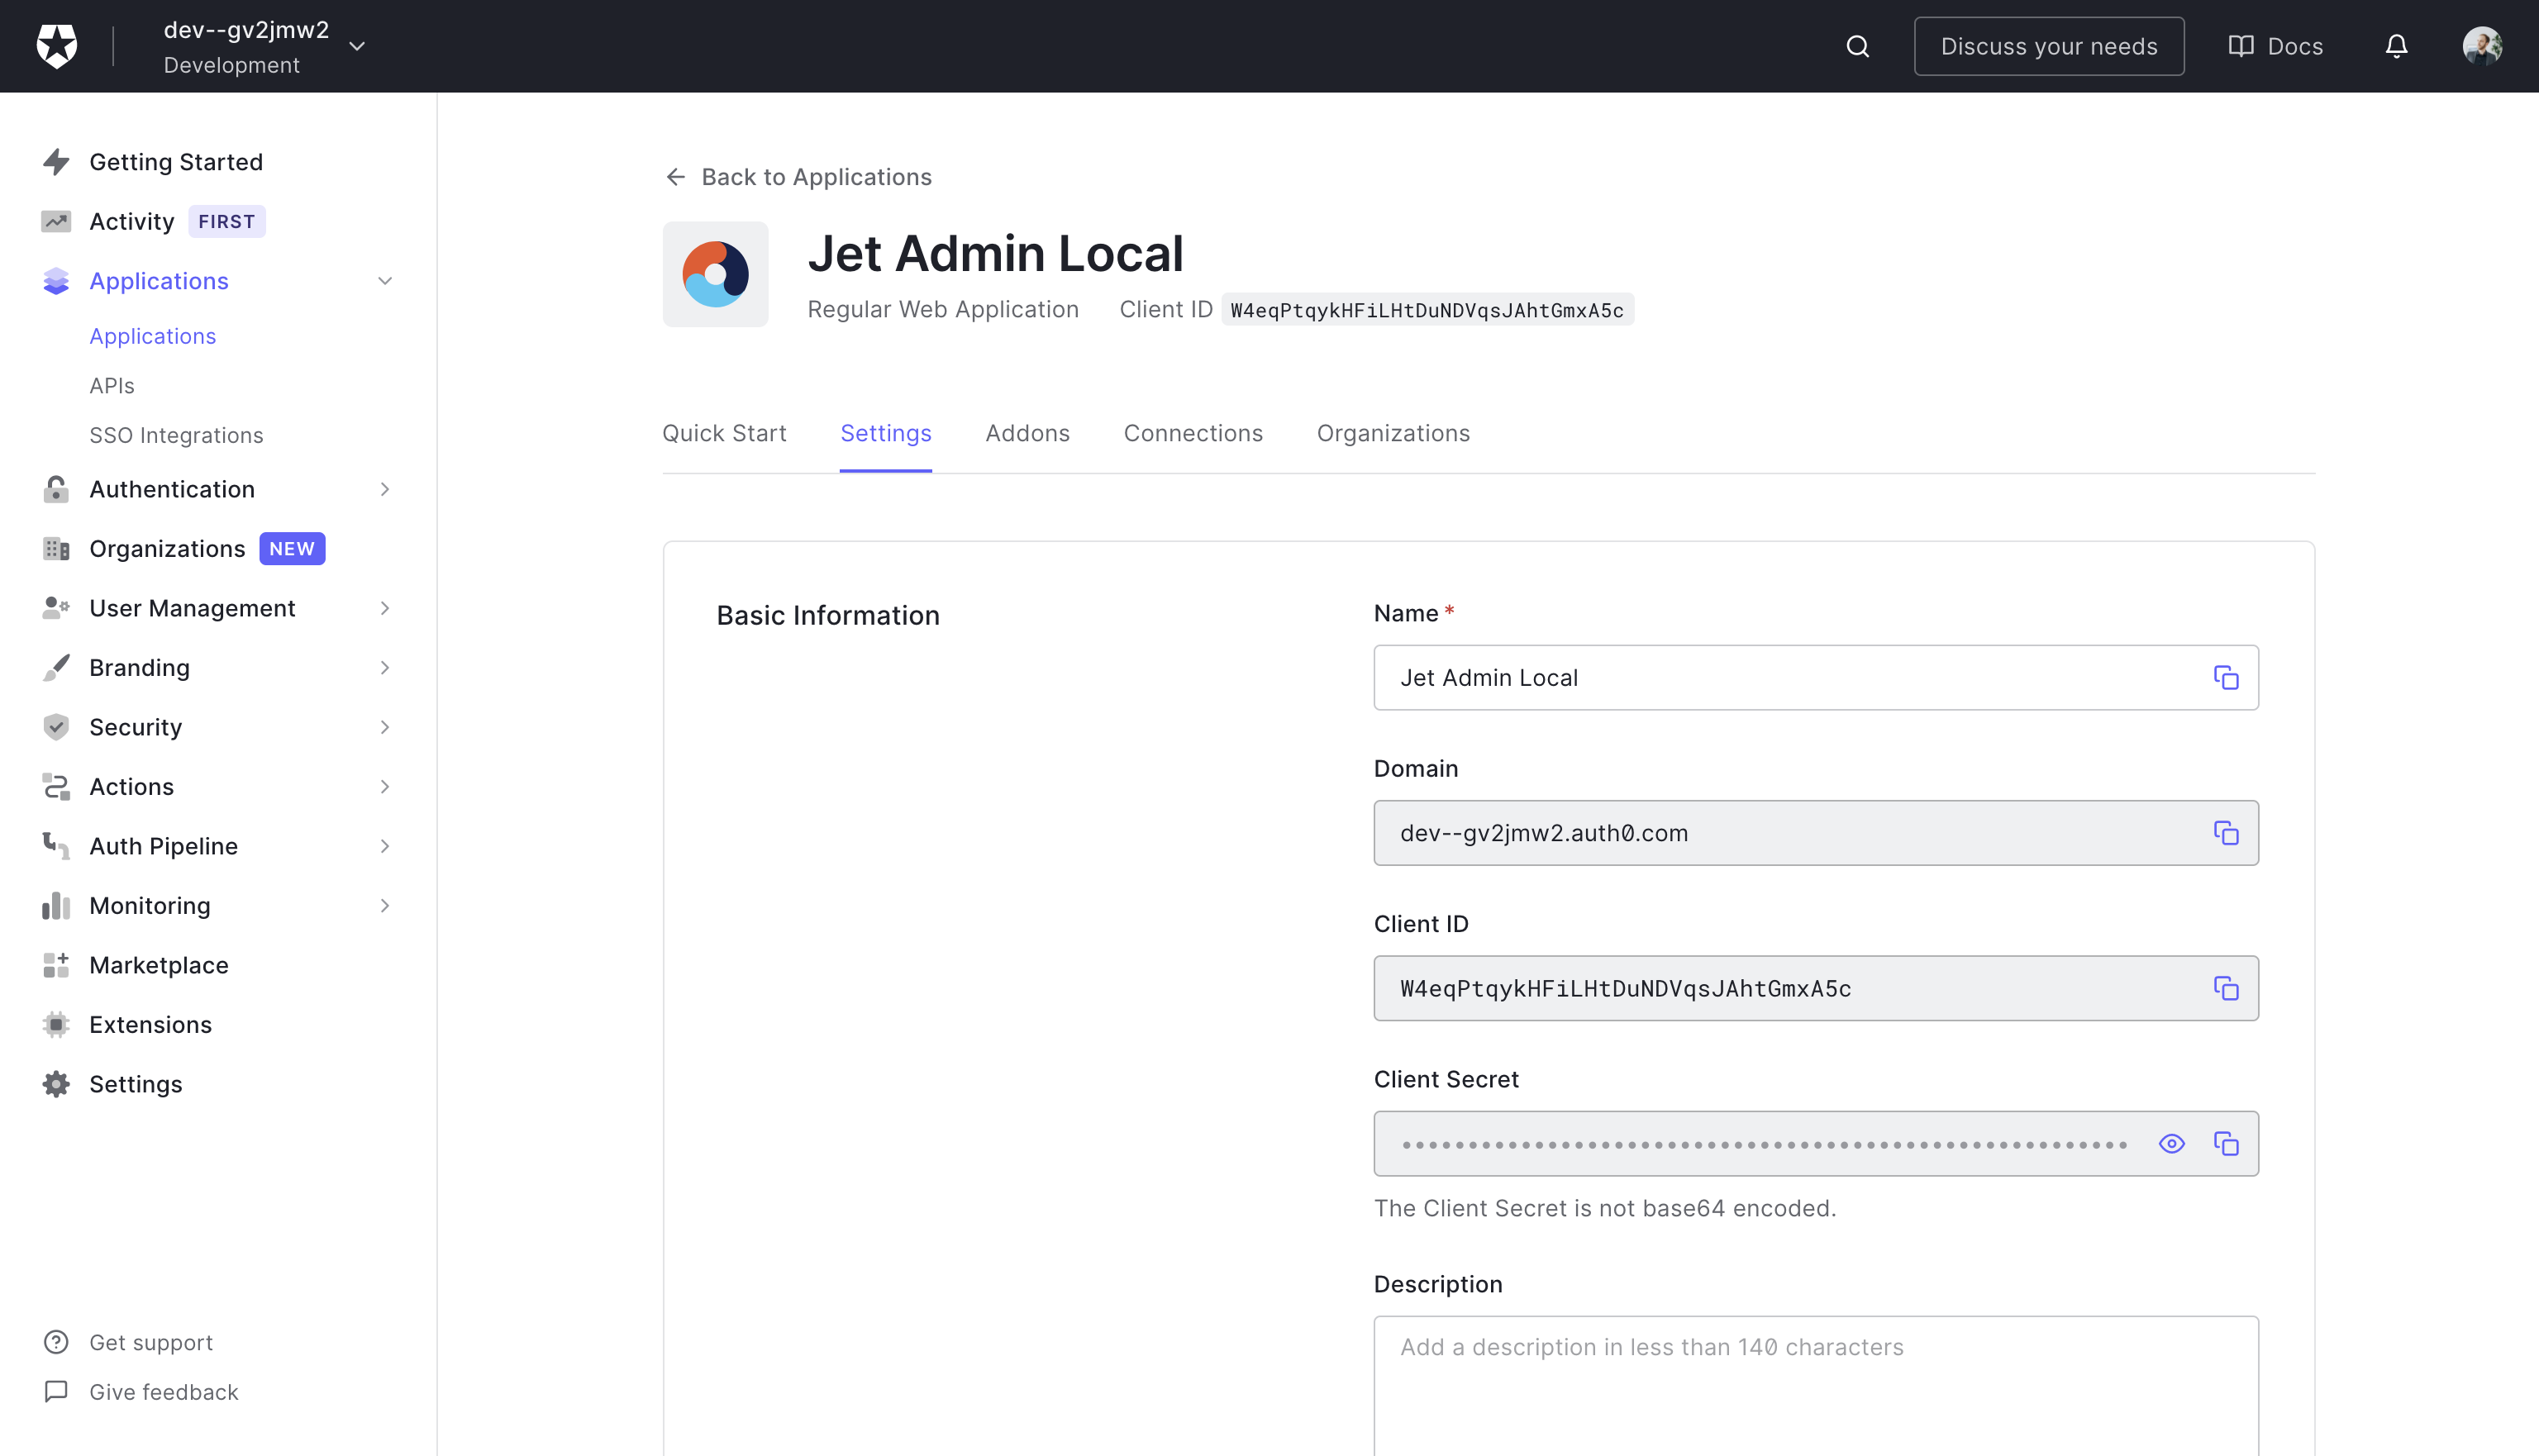 dev--gv2jmw2
Development
Discuss your needs
Docs
Getting Started
Activity FIRST
Applications
Applications
APIs
SSO Integrations
Authentication
Organizations NEW
User Management
Branding
Security
Actions
Auth Pipeline
Monitoring
Marketplace
Extensions
Settings
Get support
Give feedback
Back to Applications
Jet Admin Local
Regular Web Application Client ID W4eqPtqykHFiLHtDuNDVqsJAhtGmxA5c
Quick Start Settings Addons Connections Organizations
Basic Information
Name *
Jet Admin Local
Domain
dev--gv2jmw2.auth0.com
Client ID
W4eqPtqykHFiLHtDuNDVqsJAhtGmxA5c
Client Secret
The Client Secret is not base64 encoded.
Description
Add a description in less than 140 characters